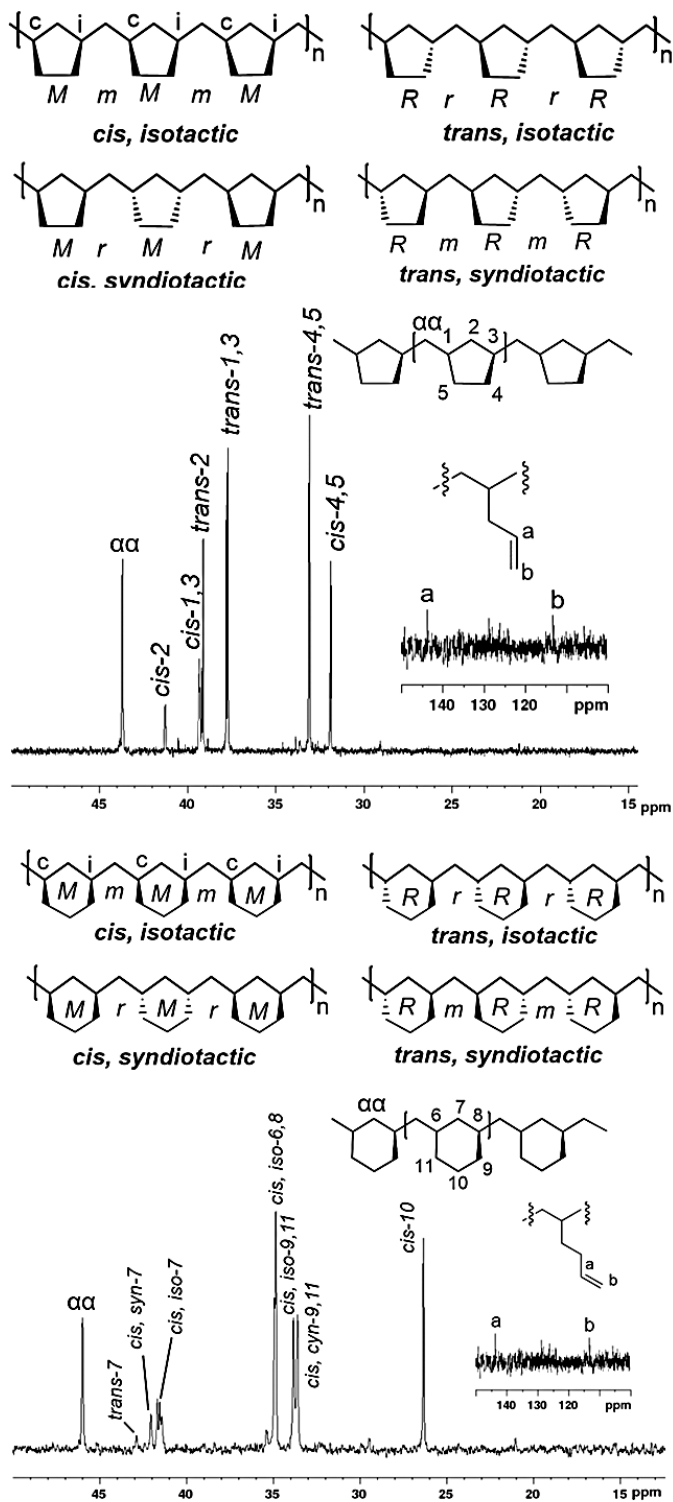 c i c i c i n
M m M m M
cis, isotactic
n
R r R r R
trans, isotactic
n
M r M r M
cis, syndiotactic
n
R m R m R
trans, syndiotactic
αα 1 2 3
5 4
αα
cis-2
cis-1,3
trans-2
trans-1,3
trans-4,5
cis-4,5
a
b
a b
140 130 120 ppm
45 40 35 30 25 20 15 ppm
c i c i c i
M m M m M n
cis, isotactic
R r R r R n
trans, isotactic
M r M r M n
cis, syndiotactic
R m R m R n
trans, syndiotactic
αα 6 7 8
11 10 9
αα
trans-7
cis, syn-7
cis, iso-7
cis, iso-6,8
cis, iso-9,11
cis, cyn-9,11
cis-10
a b
a b
140 130 120 ppm
45 40 35 30 25 20 15 ppm